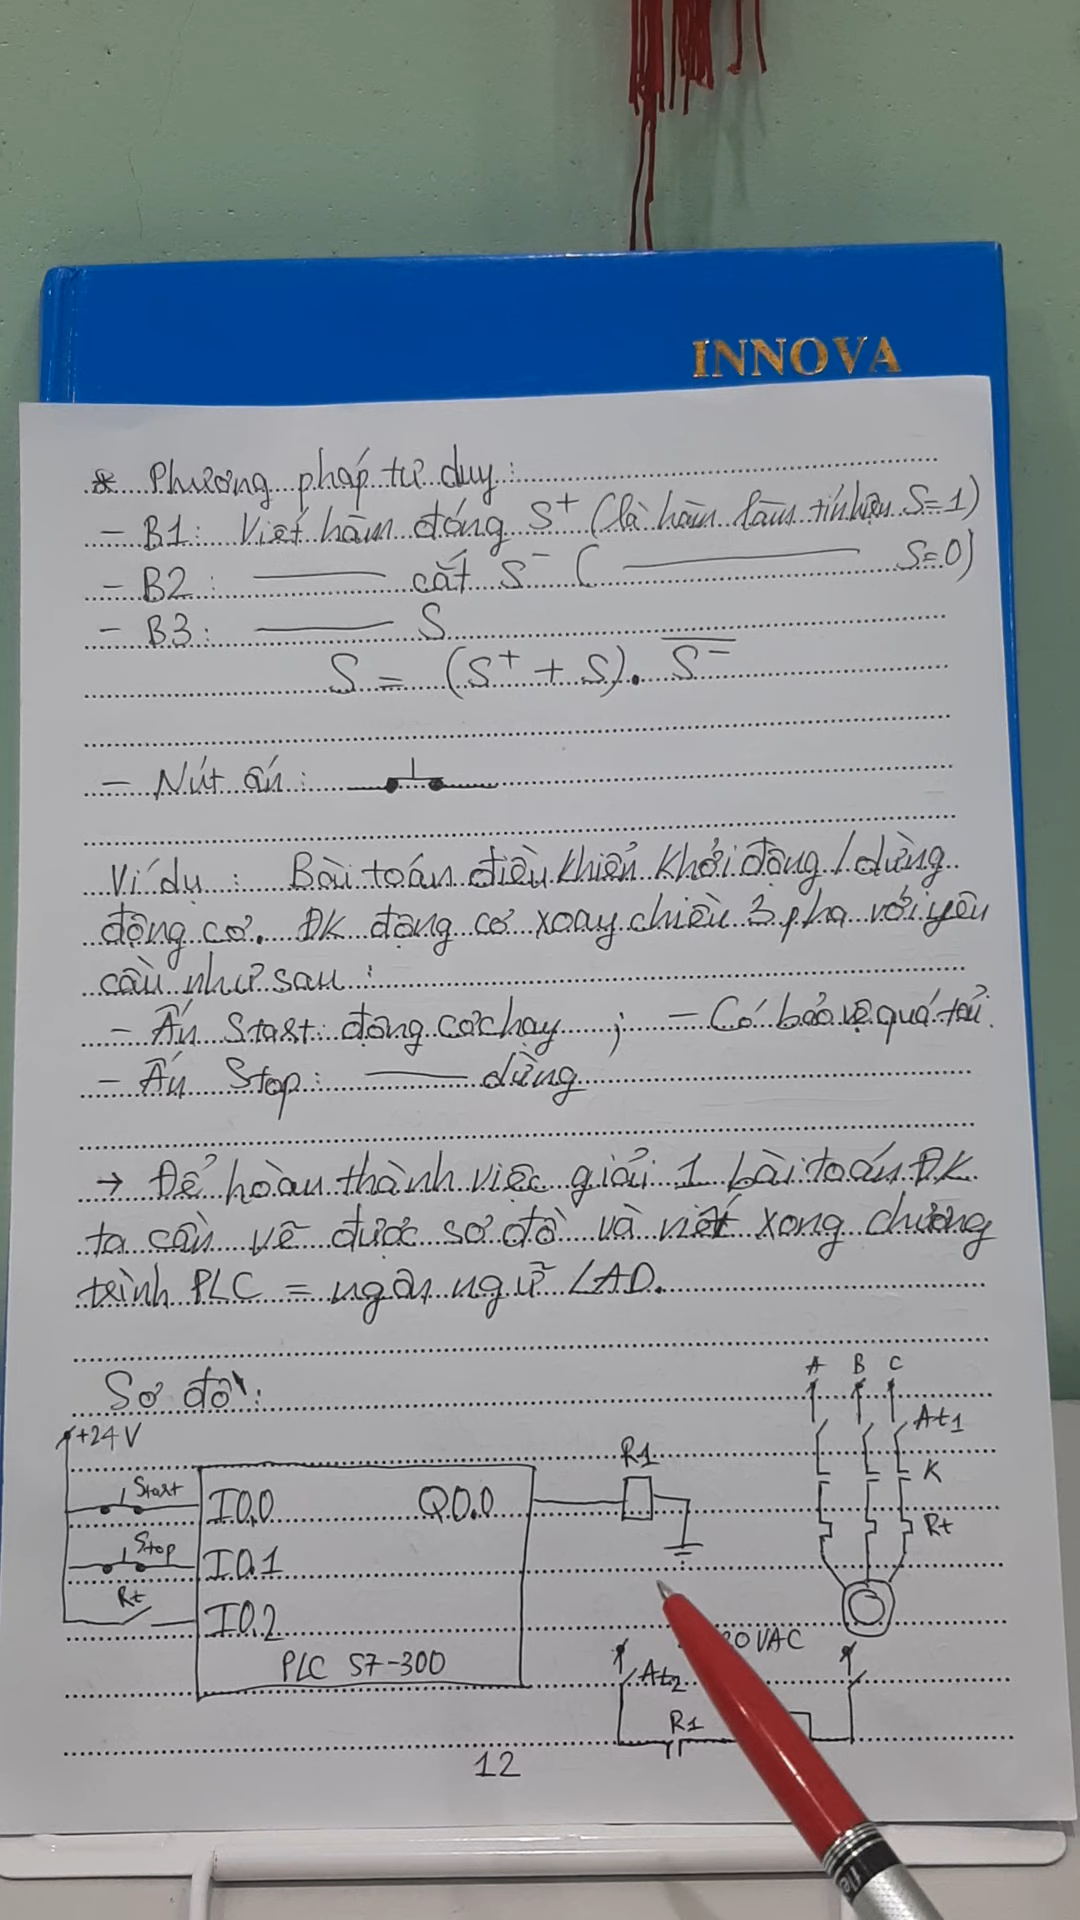 INNOVA
* Phương pháp tư duy:
- B1: Viết hàm đóng S⁺ (là hàm làm tín hiệu S=1)
- B2: ——— cắt S⁻ ( ——— S=0)
- B3: ——— S
S = (S⁺ + S). S̅⁻̅
- Nút ấn:
Ví dụ: Bài toán điều khiển khởi động / dừng
động cơ. ĐK động cơ xoay chiều 3 pha với yêu
cầu như sau:
- Ấn Start: động cơ chạy ; - Có bảo vệ quá tải.
- Ấn Stop: ——— dừng
→ Để hoàn thành việc giải 1 bài toán ĐK
ta cần vẽ được sơ đồ và viết xong chương
trình PLC = ngôn ngữ LAD.
Sơ đồ:
A B C
+24V
At1
R1
K
Start
I0.0 Q0.0
Rt
Stop
I0.1
Rt
I0.2
PLC S7-300
20VAC
At2
R1
12